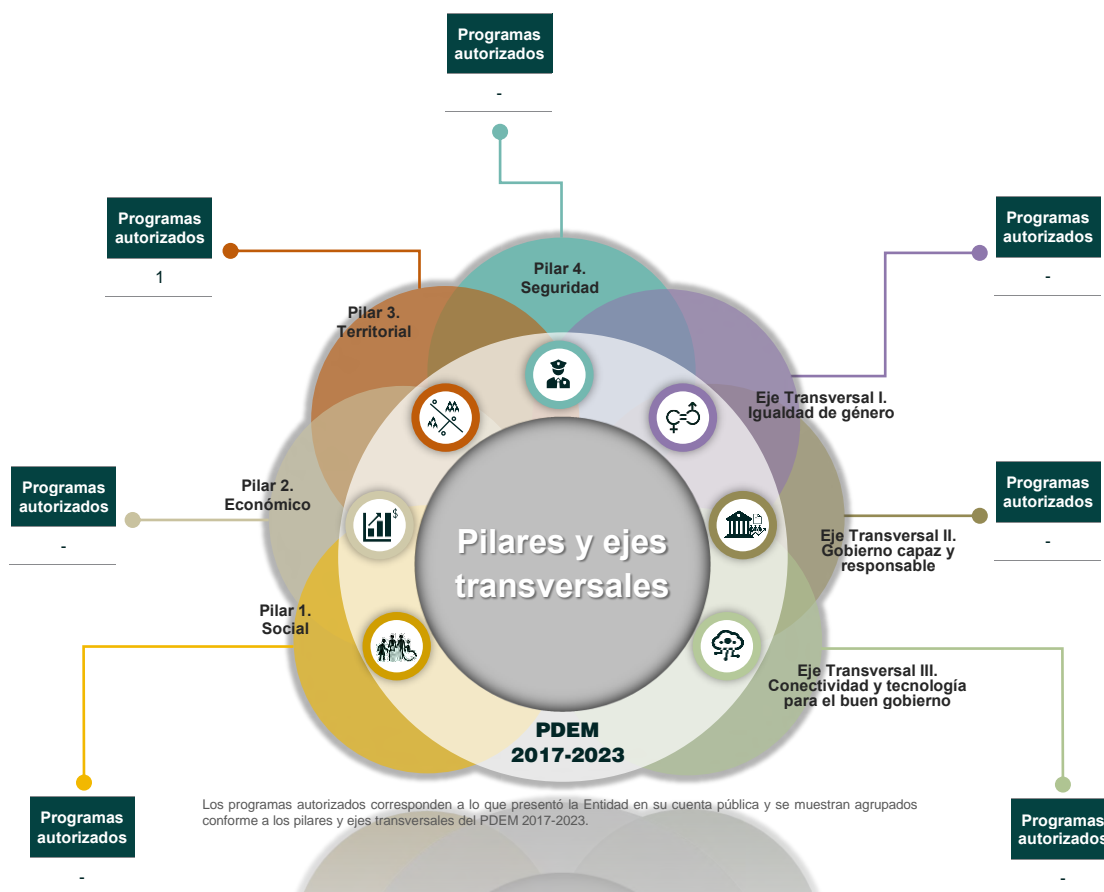 Programas
autorizados
-
Programas
autorizados
1
Programas
autorizados
-
Pilar 4.
Seguridad
Pilar 3.
Territorial
Eje Transversal I.
Igualdad de género
Programas
autorizados
-
Pilar 2.
Económico
$
Programas
autorizados
-
Pilares y ejes
transversales
Eje Transversal II.
Gobierno capaz y
responsable
Pilar 1.
Social
Eje Transversal III.
Conectividad y tecnología
para el buen gobierno
PDEM
2017-2023
Programas
autorizados
-
Los programas autorizados corresponden a lo que presentó la Entidad en su cuenta pública y se muestran agrupados
conforme a los pilares y ejes transversales del PDEM 2017-2023.
Programas
autorizados
-